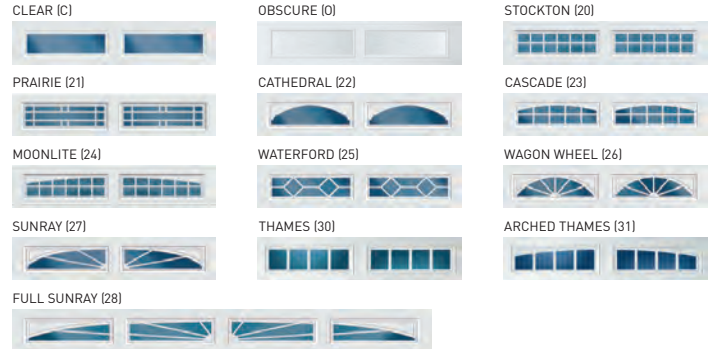 CLEAR (C)
OBSCURE (O)
STOCKTON (20)
PRAIRIE (21)
CATHEDRAL (22)
CASCADE (23)
MOONLITE (24)
WATERFORD (25)
WAGON WHEEL (26)
SUNRAY (27)
THAMES (30)
ARCHED THAMES (31)
FULL SUNRAY (28)